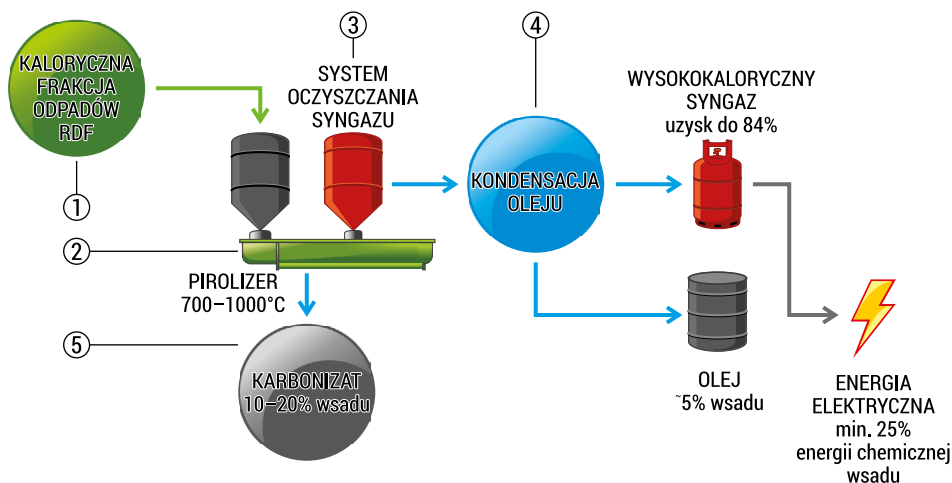 ③
④
KALORYCZNA
FRAKCJA
ODPADÓW
RDF
SYSTEM
OCZYSZCZANIA
SYNGAZU
WYSOKOKALORYCZNY
SYNGAZ
uzysk do 84%
KONDENSACJA
OLEJU
①
②
PIROLIZER
700–1000°C
⑤
KARBONIZAT
10–20% wsadu
OLEJ
~5% wsadu
ENERGIA
ELEKTRYCZNA
min. 25%
energii chemicznej
wsadu